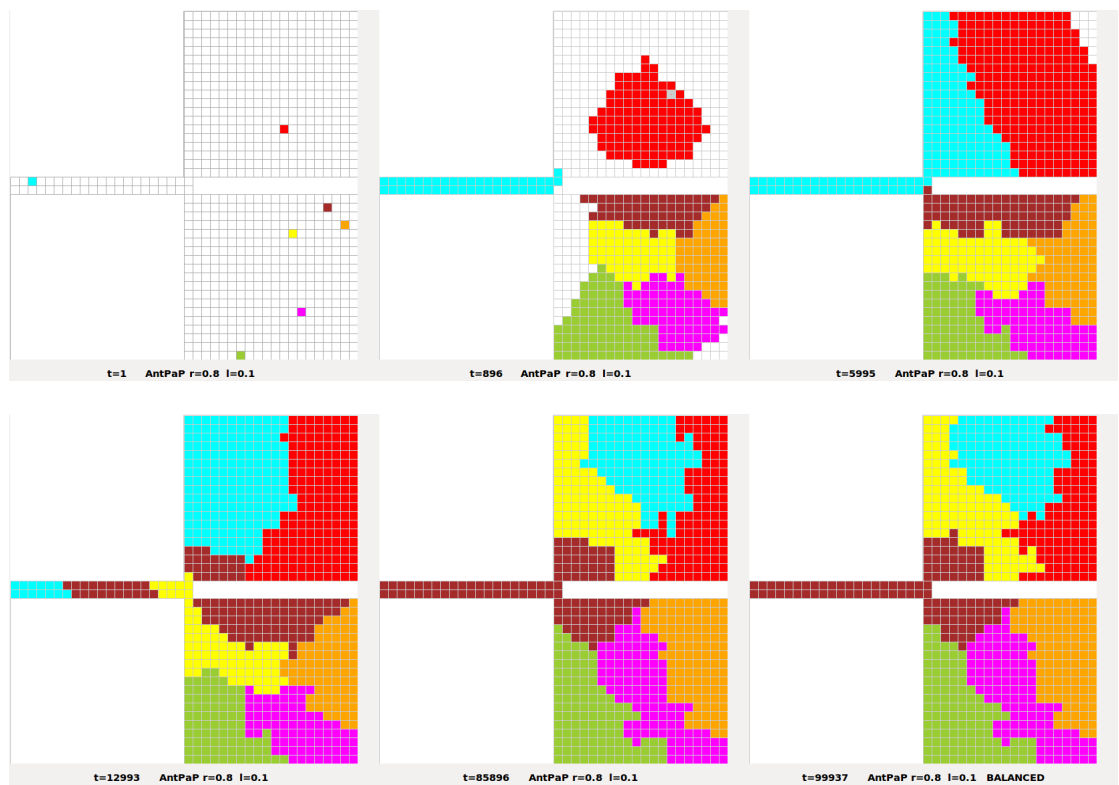 t=1 AntPaP r=0.8 l=0.1
t=896 AntPaP r=0.8 l=0.1
t=5995 AntPaP r=0.8 l=0.1
t=12993 AntPaP r=0.8 l=0.1
t=85896 AntPaP r=0.8 l=0.1
t=99937 AntPaP r=0.8 l=0.1 BALANCED